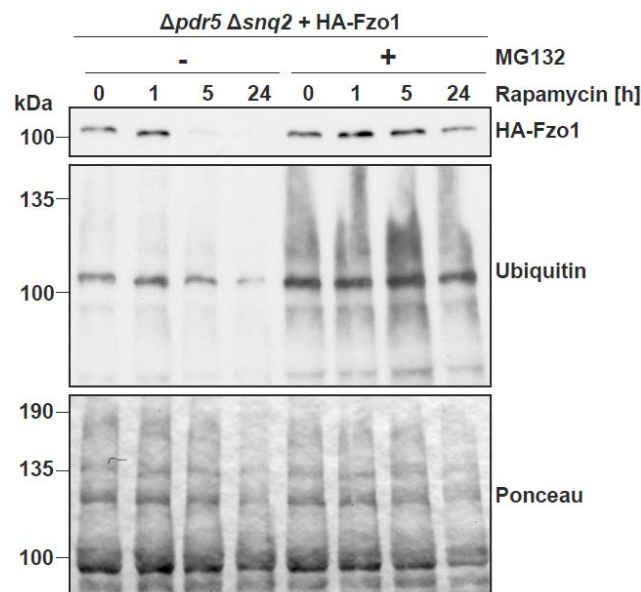 Δpdr5 Δsnq2 + HA-Fzo1
- + MG132
kDa 0 1 5 24 0 1 5 24 Rapamycin [h]
100 HA-Fzo1
135
Ubiquitin
100
190
135
Ponceau
100